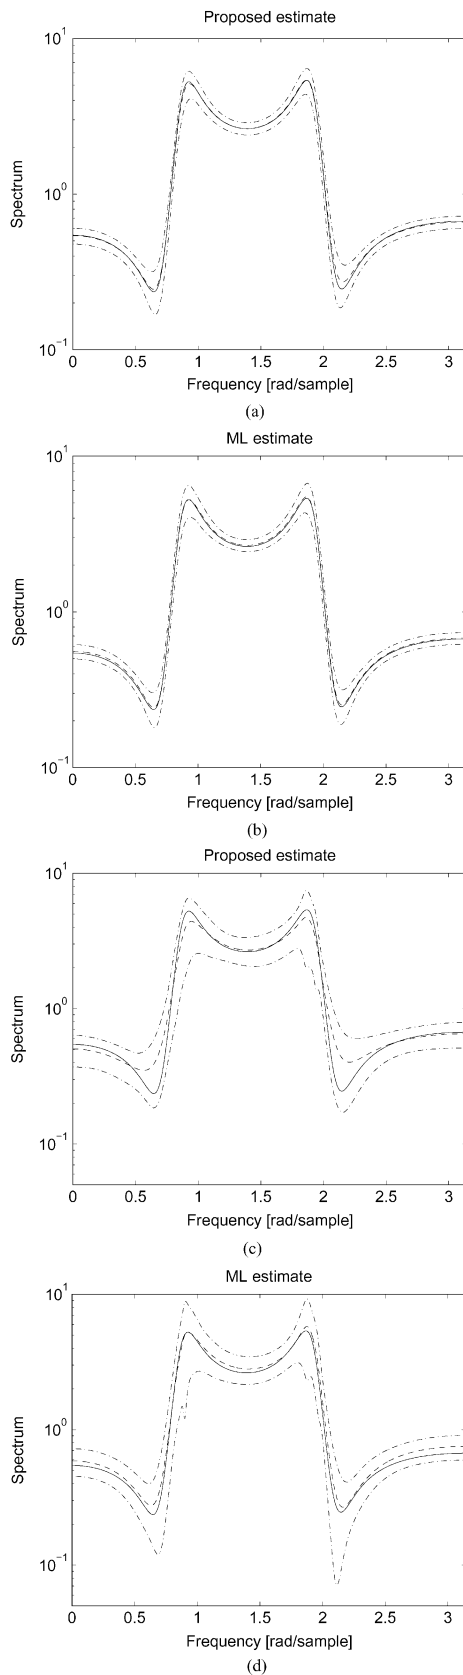 Proposed estimate
10^1
10^0
10^-1
Spectrum
0 0.5 1 1.5 2 2.5 3
Frequency [rad/sample]
(a)
ML estimate
10^1
10^0
10^-1
Spectrum
0 0.5 1 1.5 2 2.5 3
Frequency [rad/sample]
(b)
Proposed estimate
10^1
10^0
10^-1
Spectrum
0 0.5 1 1.5 2 2.5 3
Frequency [rad/sample]
(c)
ML estimate
10^1
10^0
10^-1
Spectrum
0 0.5 1 1.5 2 2.5 3
Frequency [rad/sample]
(d)